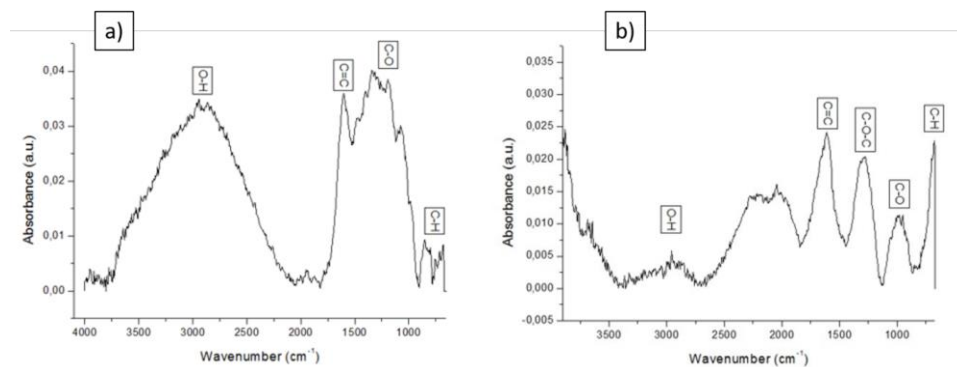 a)
0,04
0,03
0,02
0,01
0,00
Absorbance (a.u.)
O-H
C=C
C-O
C-H
4000 3500 3000 2500 2000 1500 1000
Wavenumber (cm⁻¹)
b)
0,035
0,030
0,025
0,020
0,015
0,010
0,005
0,000
-0,005
Absorbance (a.u.)
O-H
C=C
C-O-C
C-O
C-H
3500 3000 2500 2000 1500 1000
Wavenumber (cm⁻¹)